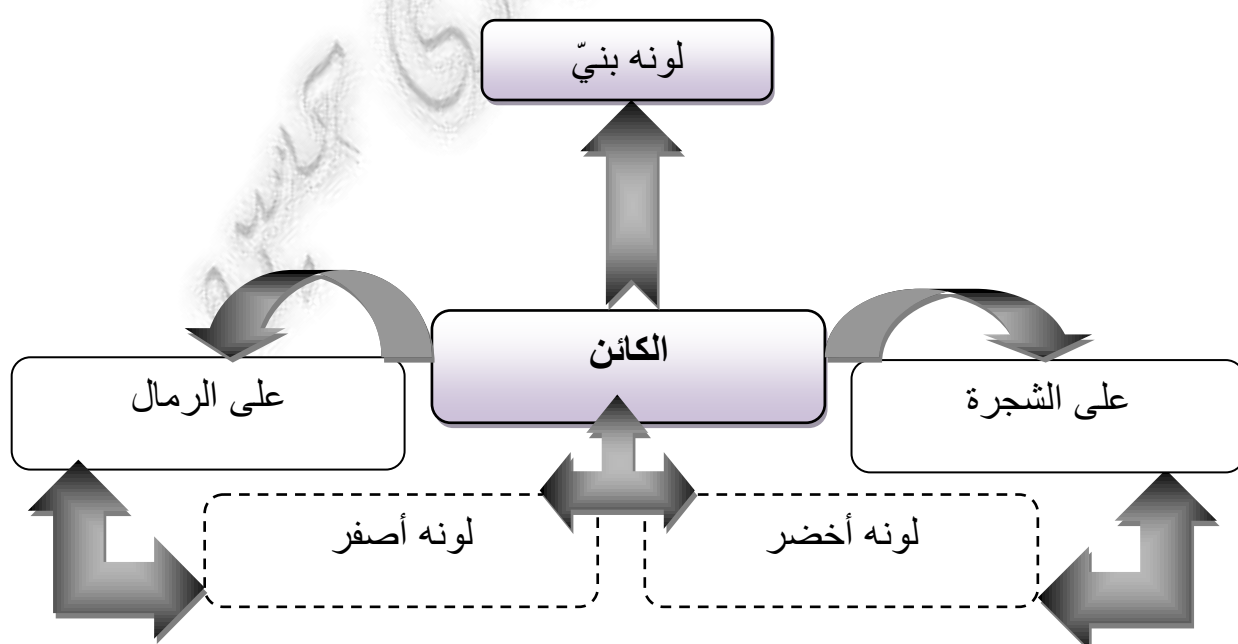 لونه بنيّ
الكائن
على الشجرة
على الرمال
لونه أخضر
لونه أصفر